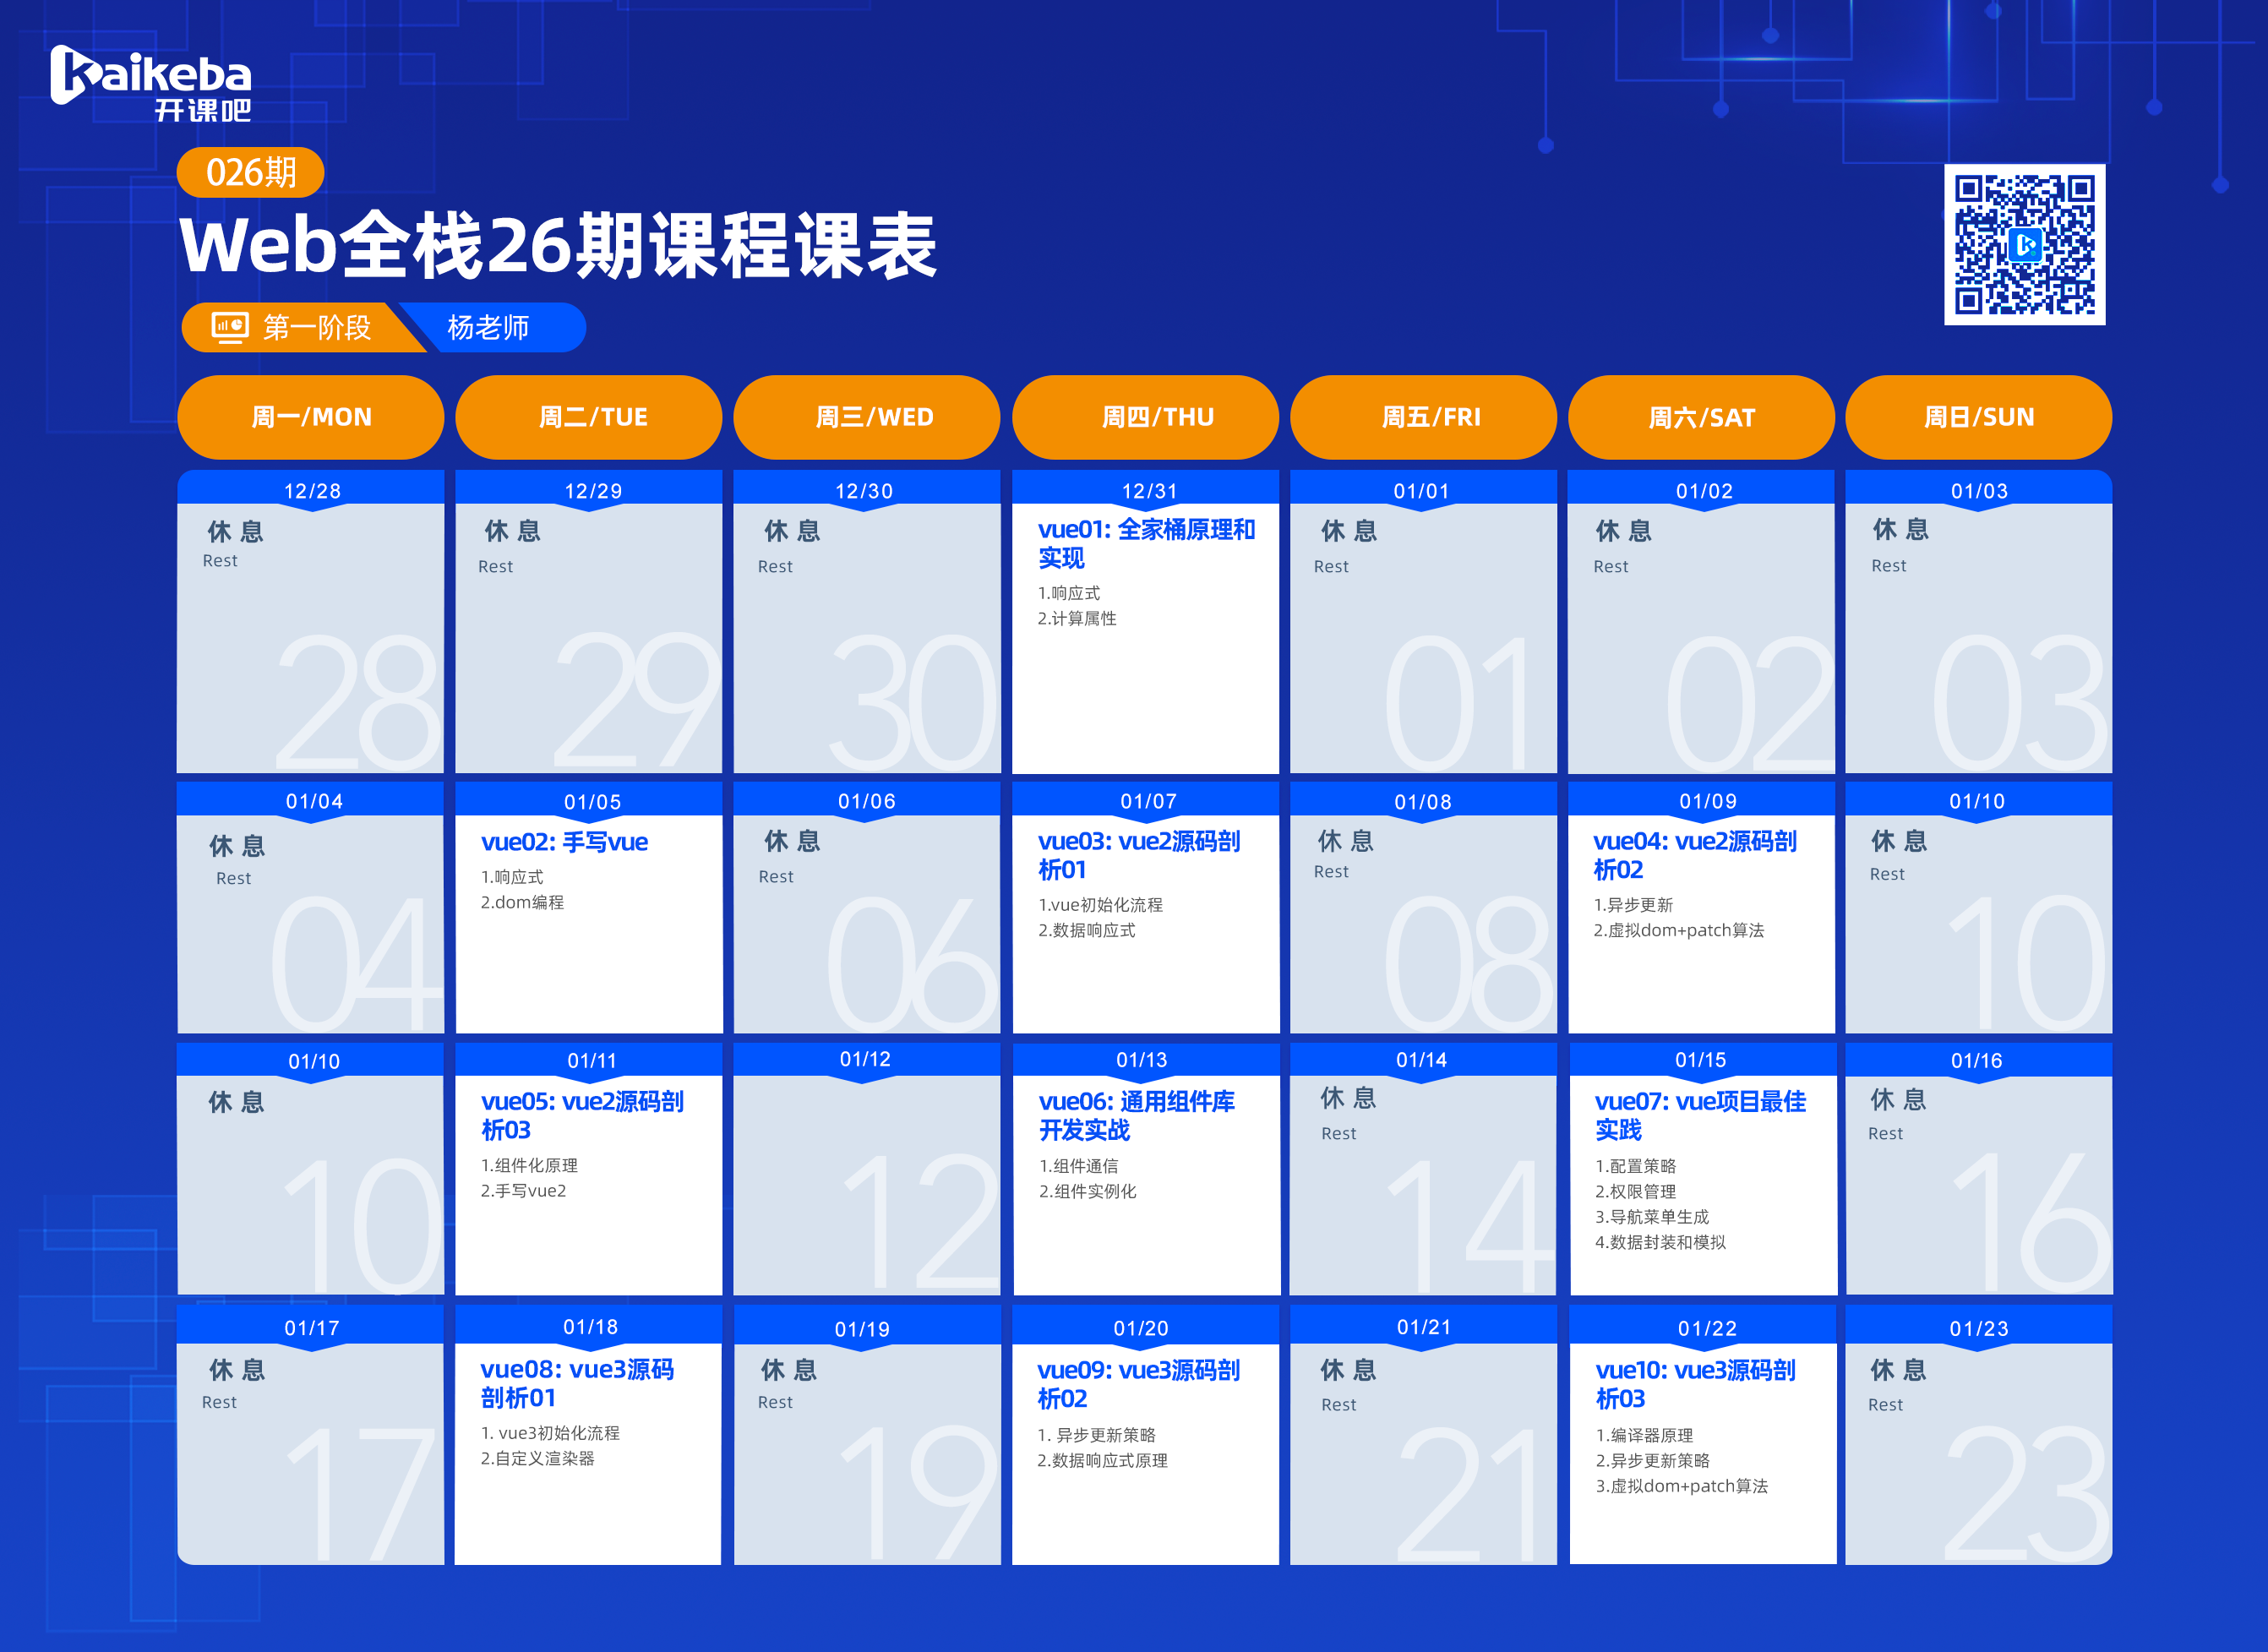 kaikeba
开课吧
026期
Web全栈26期课程课表
第一阶段 杨老师
周一/MON 周二/TUE 周三/WED 周四/THU 周五/FRI 周六/SAT 周日/SUN
12/28
休 息
Rest
28
12/29
休 息
Rest
29
12/30
休 息
Rest
30
12/31
vue01: 全家桶原理和
实现
1.响应式
2.计算属性
01/01
休 息
Rest
01
01/02
休 息
Rest
02
01/03
休 息
Rest
03
01/04
休 息
Rest
04
01/05
vue02: 手写vue
1.响应式
2.dom编程
01/06
休 息
Rest
06
01/07
vue03: vue2源码剖
析01
1.vue初始化流程
2.数据响应式
01/08
休 息
Rest
08
01/09
vue04: vue2源码剖
析02
1.异步更新
2.虚拟dom+patch算法
01/10
休 息
Rest
10
01/10
休 息
10
01/11
vue05: vue2源码剖
析03
1.组件化原理
2.手写vue2
01/12
12
01/13
vue06: 通用组件库
开发实战
1.组件通信
2.组件实例化
01/14
休 息
Rest
14
01/15
vue07: vue项目最佳
实践
1.配置策略
2.权限管理
3.导航菜单生成
4.数据封装和模拟
01/16
休 息
Rest
16
01/17
休 息
Rest
17
01/18
vue08: vue3源码
剖析01
1. vue3初始化流程
2.自定义渲染器
01/19
休 息
Rest
19
01/20
vue09: vue3源码剖
析02
1. 异步更新策略
2.数据响应式原理
01/21
休 息
Rest
21
01/22
vue10: vue3源码剖
析03
1.编译器原理
2.异步更新策略
3.虚拟dom+patch算法
01/23
休 息
Rest
23